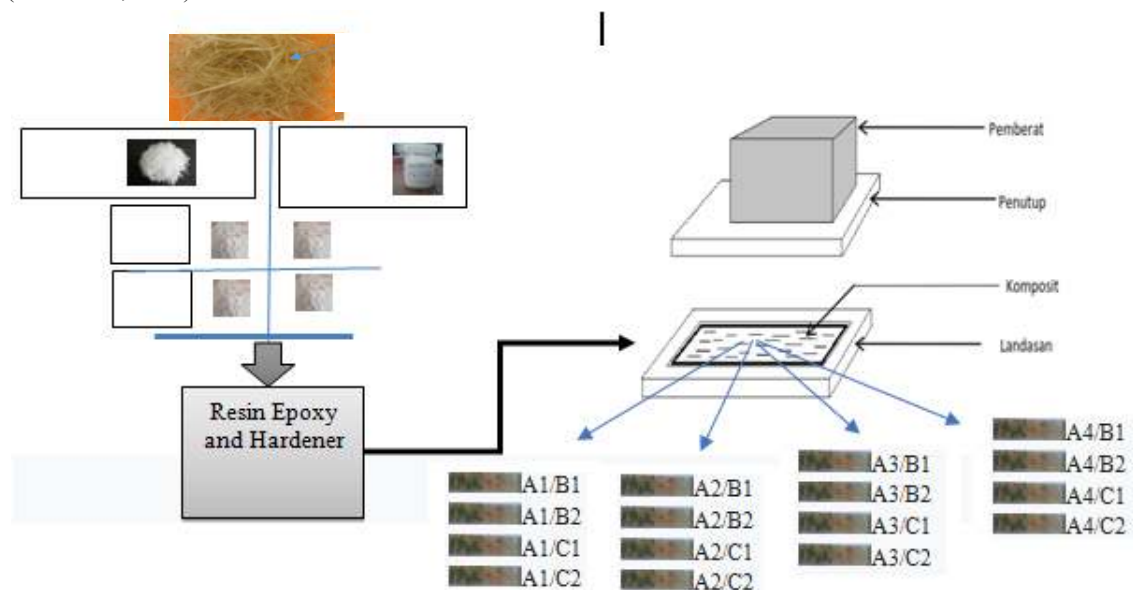 Pemberat
Penutup
Komposit
Landasan
Resin Epoxy
and Hardener
A1/B1
A1/B2
A1/C1
A1/C2
A2/B1
A2/B2
A2/C1
A2/C2
A3/B1
A3/B2
A3/C1
A3/C2
A4/B1
A4/B2
A4/C1
A4/C2